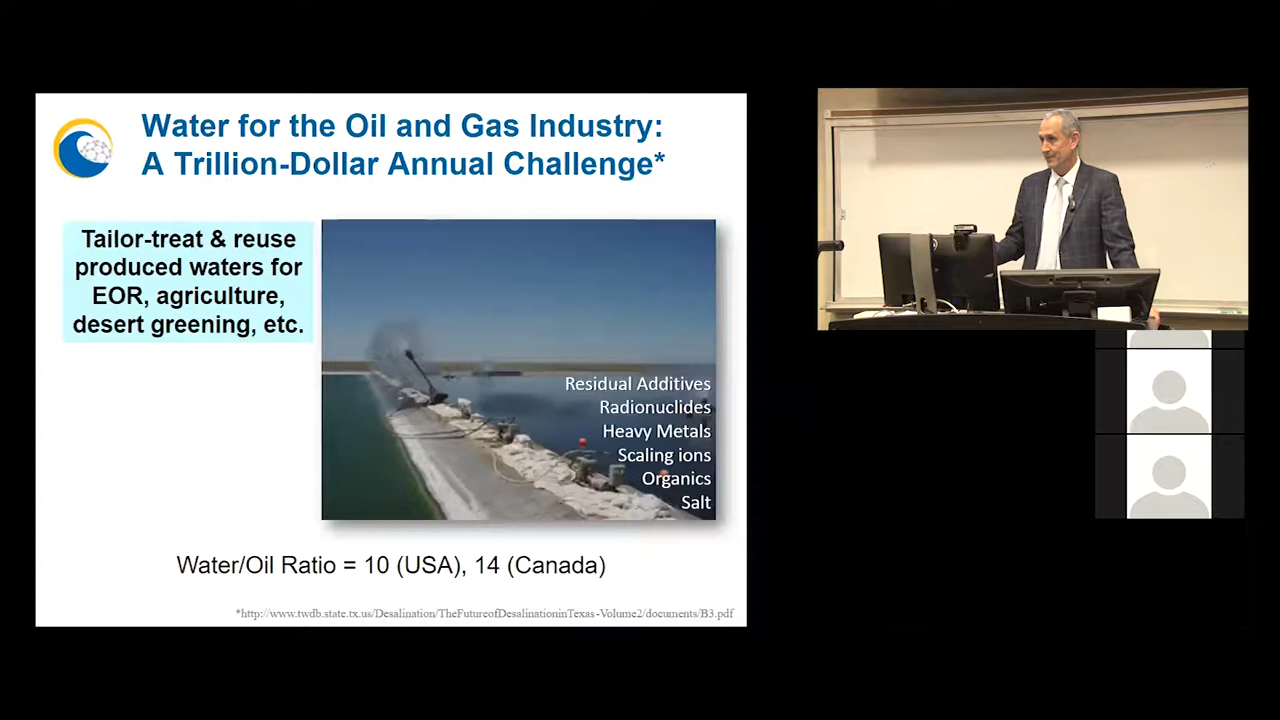 Water for the Oil and Gas Industry:
A Trillion-Dollar Annual Challenge*
Tailor-treat & reuse
produced waters for
EOR, agriculture,
desert greening, etc.
Residual Additives
Radionuclides
Heavy Metals
Scaling ions
Organics
Salt
Water/Oil Ratio = 10 (USA), 14 (Canada)
*http://www.twdb.state.tx.us/Desalination/TheFutureofDesalinationinTexas-Volume2/documents/B3.pdf